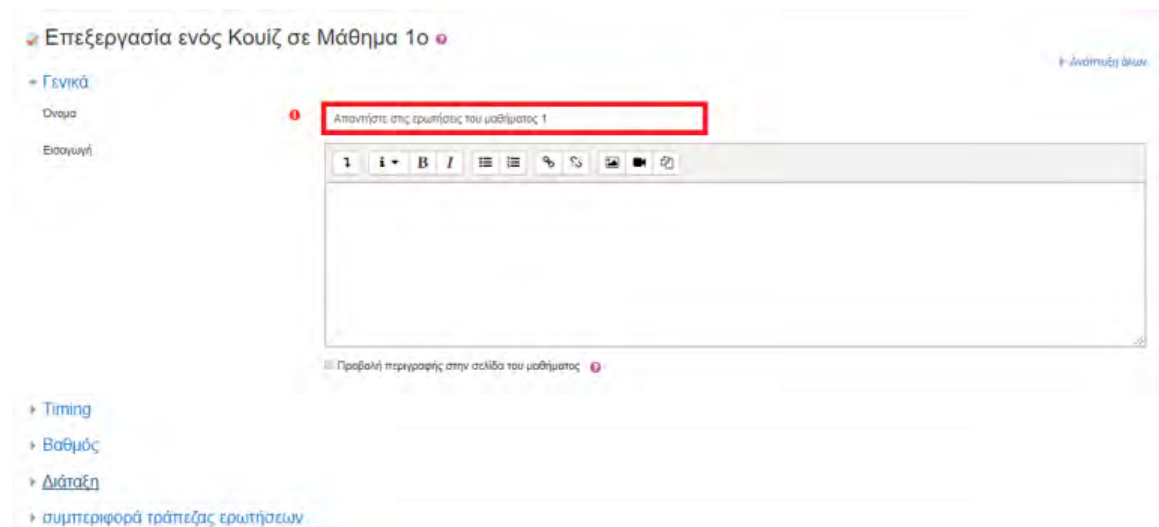 Επεξεργασία ενός Κουίζ σε Μάθημα 1ο
Ανάπτυξη όλων
Γενικά
Όνομα
Απαντήστε στις ερωτήσεις του μαθήματος 1
Εισαγωγή
B I
Προβολή περιγραφής στην σελίδα του μαθήματος
Timing
Βαθμός
Διάταξη
συμπεριφορά τράπεζας ερωτήσεων